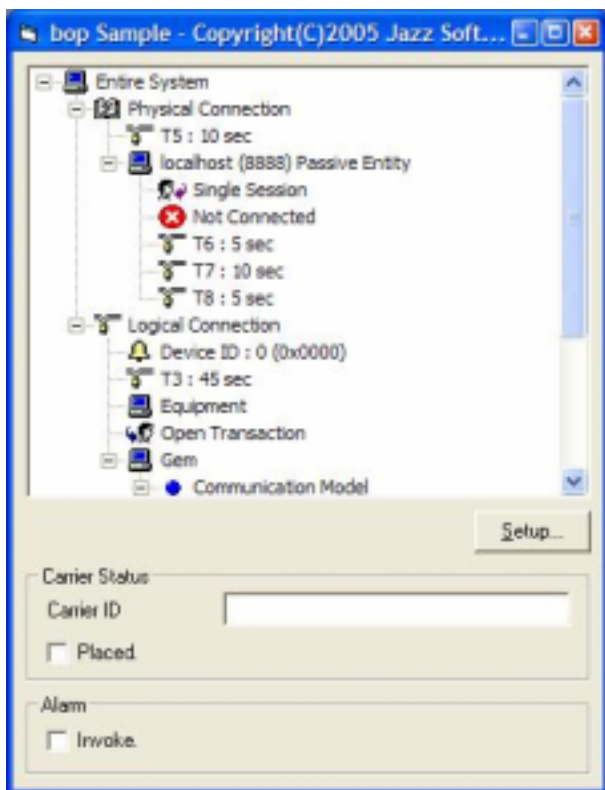 bop Sample - Copyright(C)2005 Jazz Soft...
Entire System
Physical Connection
T5 : 10 sec
localhost (8888) Passive Entity
Single Session
Not Connected
T6 : 5 sec
T7 : 10 sec
T8 : 5 sec
Logical Connection
Device ID : 0 (0x0000)
T3 : 45 sec
Equipment
Open Transaction
Gem
Communication Model
Setup...
Carrier Status
Carrier ID
Placed
Alarm
Invoke